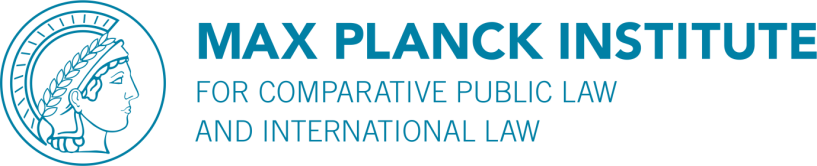 MAX PLANCK INSTITUTE
FOR COMPARATIVE PUBLIC LAW
AND INTERNATIONAL LAW